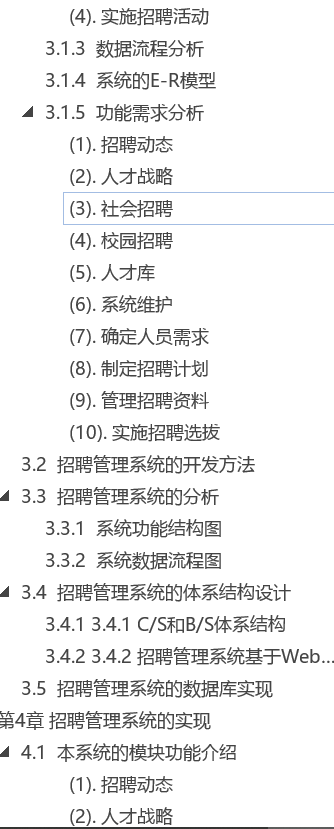 (4). 实施招聘活动
3.1.3 数据流程分析
3.1.4 系统的E-R模型
3.1.5 功能需求分析
(1). 招聘动态
(2). 人才战略
(3). 社会招聘
(4). 校园招聘
(5). 人才库
(6). 系统维护
(7). 确定人员需求
(8). 制定招聘计划
(9). 管理招聘资料
(10). 实施招聘选拔
3.2 招聘管理系统的开发方法
3.3 招聘管理系统的分析
3.3.1 系统功能结构图
3.3.2 系统数据流程图
3.4 招聘管理系统的体系结构设计
3.4.1 3.4.1 C/S和B/S体系结构
3.4.2 3.4.2 招聘管理系统基于Web...
3.5 招聘管理系统的数据库实现
第4章 招聘管理系统的实现
4.1 本系统的模块功能介绍
(1). 招聘动态
(2). 人才战略